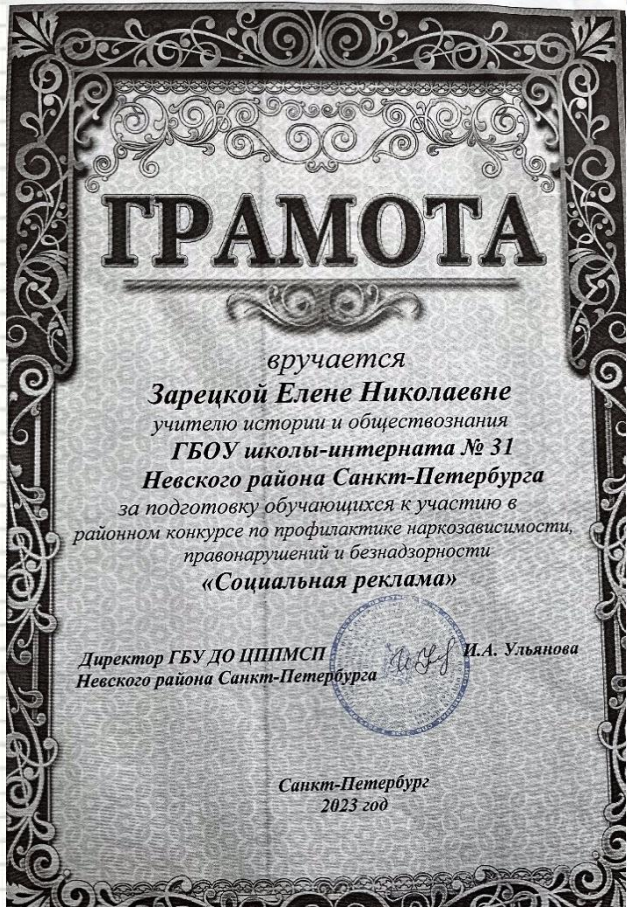 ГРАМОТА
вручается
Зарецкой Елене Николаевне
учителю истории и обществознания
ГБОУ школы-интерната № 31
Невского района Санкт-Петербурга
за подготовку обучающихся к участию в
районном конкурсе по профилактике наркозависимости,
правонарушений и безнадзорности
«Социальная реклама»
Директор ГБУ ДО ЦППМСП И.А. Ульянова
Невского района Санкт-Петербурга
Санкт-Петербург
2023 год